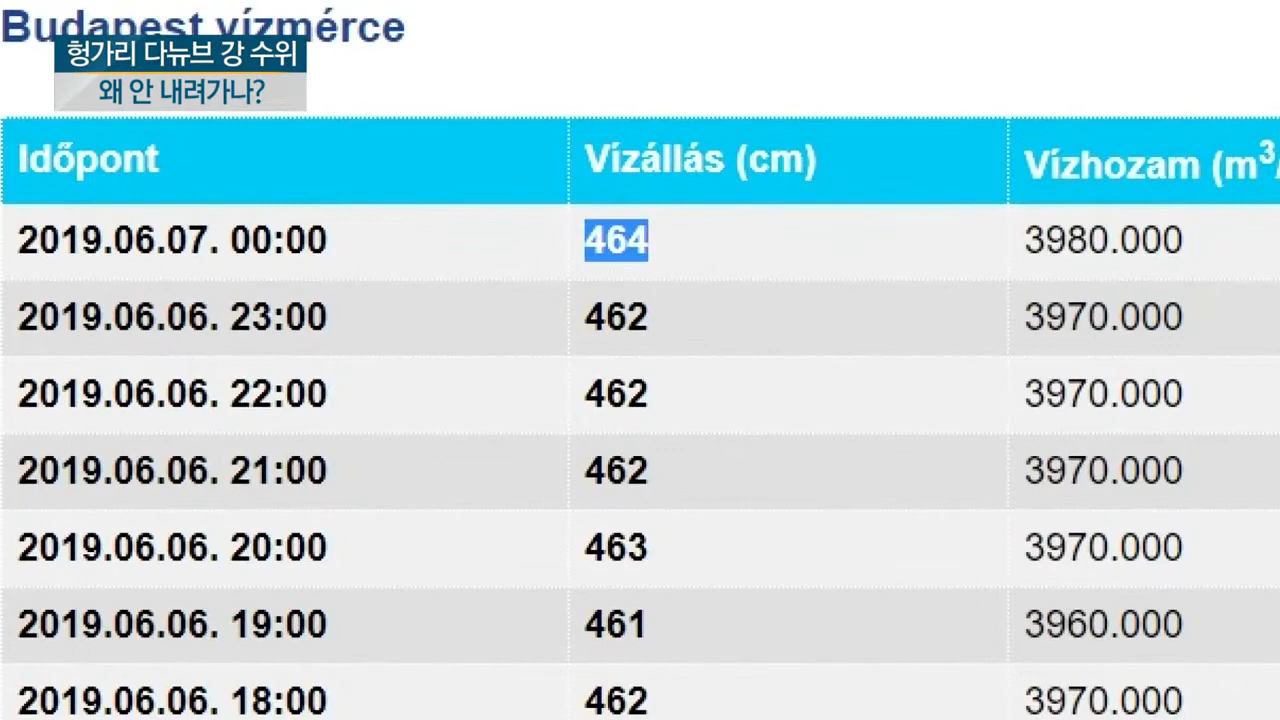 Budapest vízmérce
헝가리 다뉴브 강 수위
왜 안 내려가나?
Időpont Vízállás (cm) Vízhozam (m³/
2019.06.07. 00:00 464 3980.000
2019.06.06. 23:00 462 3970.000
2019.06.06. 22:00 462 3970.000
2019.06.06. 21:00 462 3970.000
2019.06.06. 20:00 463 3970.000
2019.06.06. 19:00 461 3960.000
2019.06.06. 18:00 462 3970.000